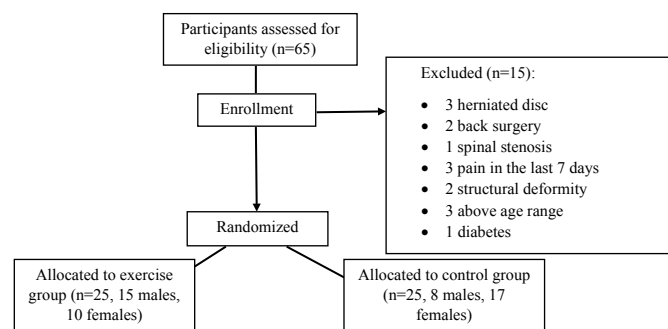 Participants assessed for
eligibility (n=65)
Enrollment
Excluded (n=15):
• 3 herniated disc
• 2 back surgery
• 1 spinal stenosis
• 3 pain in the last 7 days
• 2 structural deformity
• 3 above age range
• 1 diabetes
Randomized
Allocated to exercise
group (n=25, 15 males,
10 females)
Allocated to control group
(n=25, 8 males, 17
females)